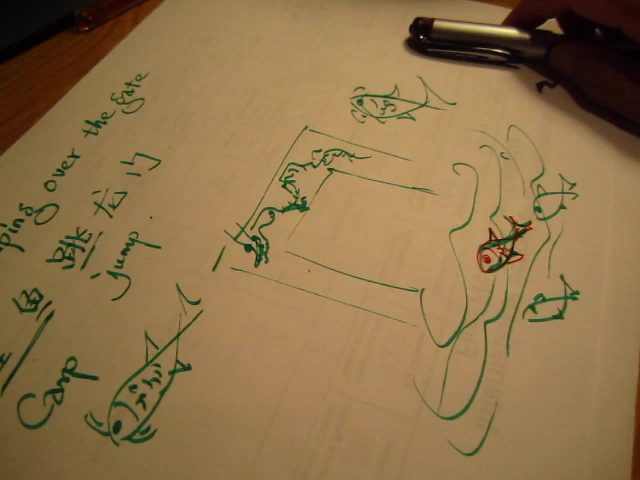 ping over the gate
鱼 跳 龙 门
Carp jump.